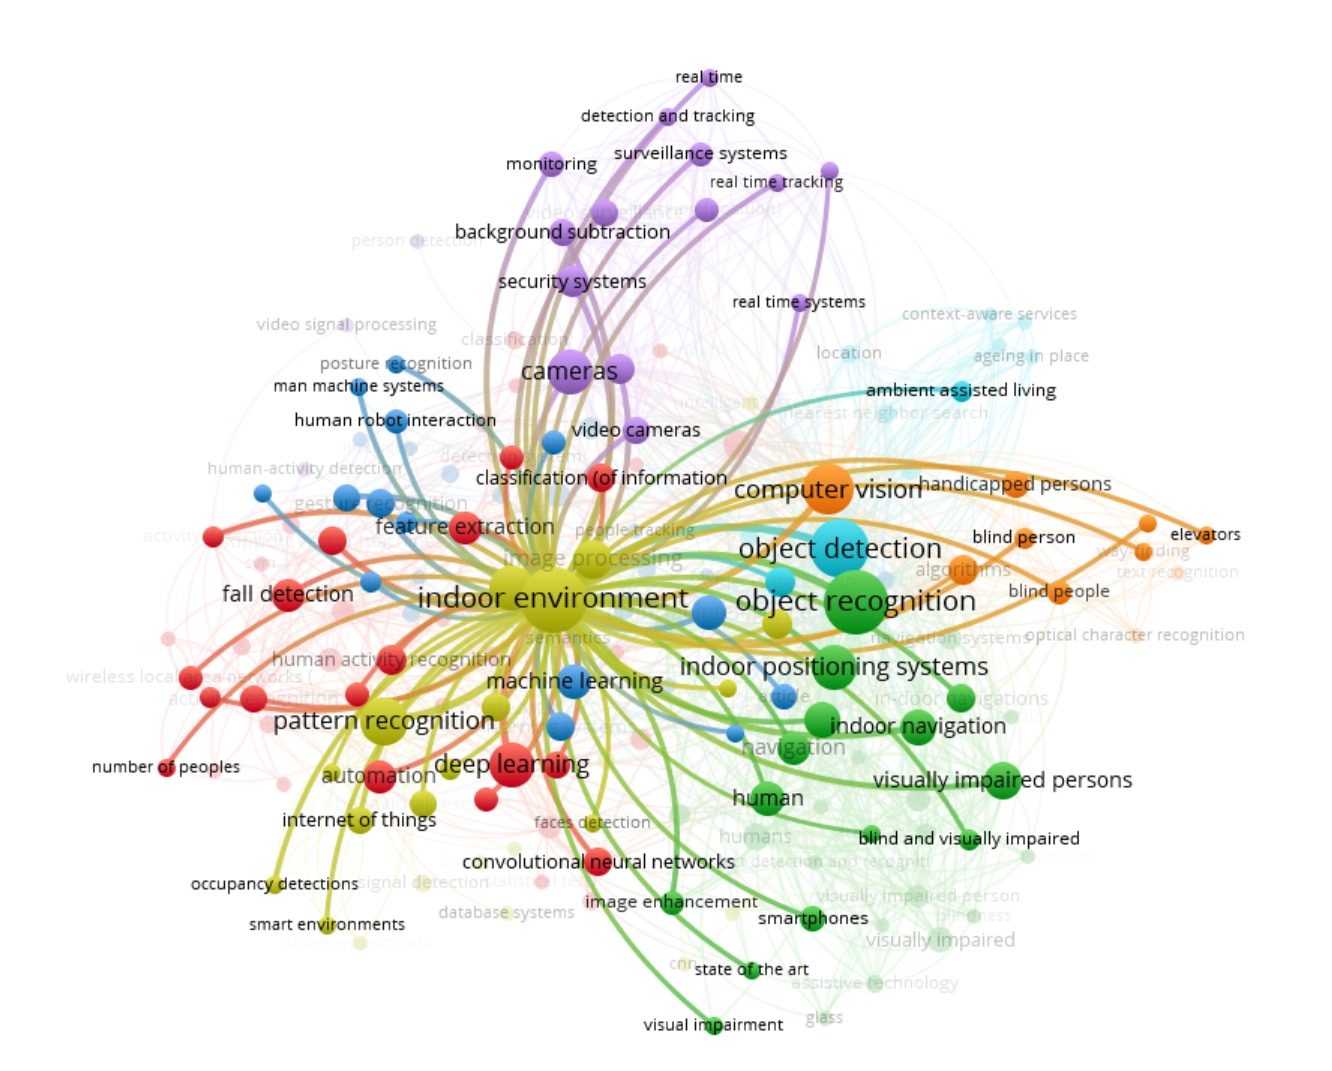 real time
detection and tracking
surveillance systems
monitoring
real time tracking
background subtraction
person detection
security systems
real time systems
context-aware services
video signal processing
classification
location
ageing in place
posture recognition
cameras
man machine systems
ambient assisted living
nearest neighbor search
human robot interaction
video cameras
human-activity detection
classification (of information
computer vision
handicapped persons
gesture recognition
feature extraction
people tracking
elevators
blind person
object detection
way-finding
image processing
algorithms
text recognition
svm
fall detection
indoor environment
object recognition
blind people
semantics
navigation systems
optical character recognition
human activity recognition
indoor positioning systems
wireless local area networks (
machine learning
article
in-door navigations
pattern recognition
indoor navigation
navigation
number of peoples
automation
deep learning
visually impaired persons
human
internet of things
faces detection
humans
blind and visually impaired
convolutional neural networks
occupancy detections
signal detection
image enhancement
visually impaired person
database systems
smartphones
blindness
smart environments
visually impaired
cnn
state of the art
assistive technology
glass
visual impairment